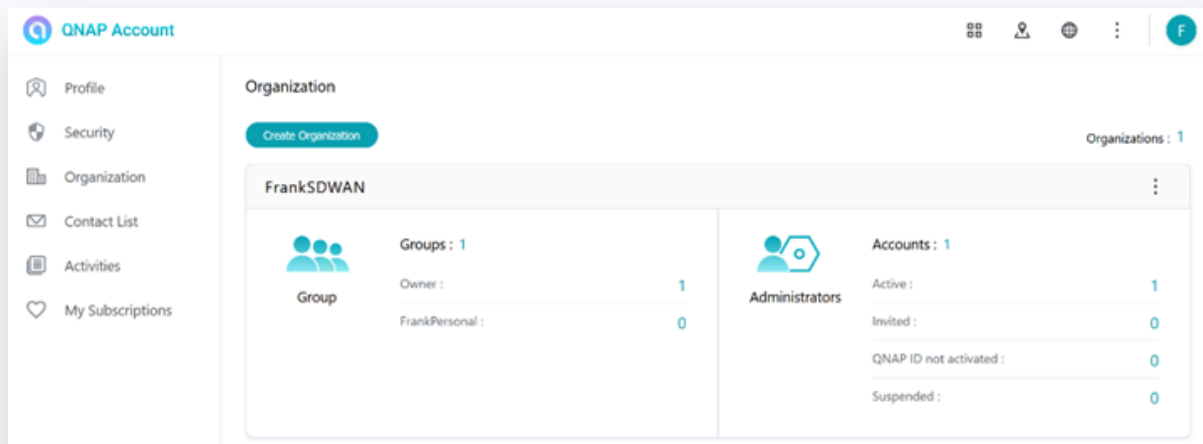 QNAP Account
F
Profile
Security
Organization
Contact List
Activities
My Subscriptions
Organization
Create Organization
Organizations : 1
FrankSDWAN
Group
Groups : 1
Owner : 1
FrankPersonal : 0
Administrators
Accounts : 1
Active : 1
Invited : 0
QNAP ID not activated : 0
Suspended : 0